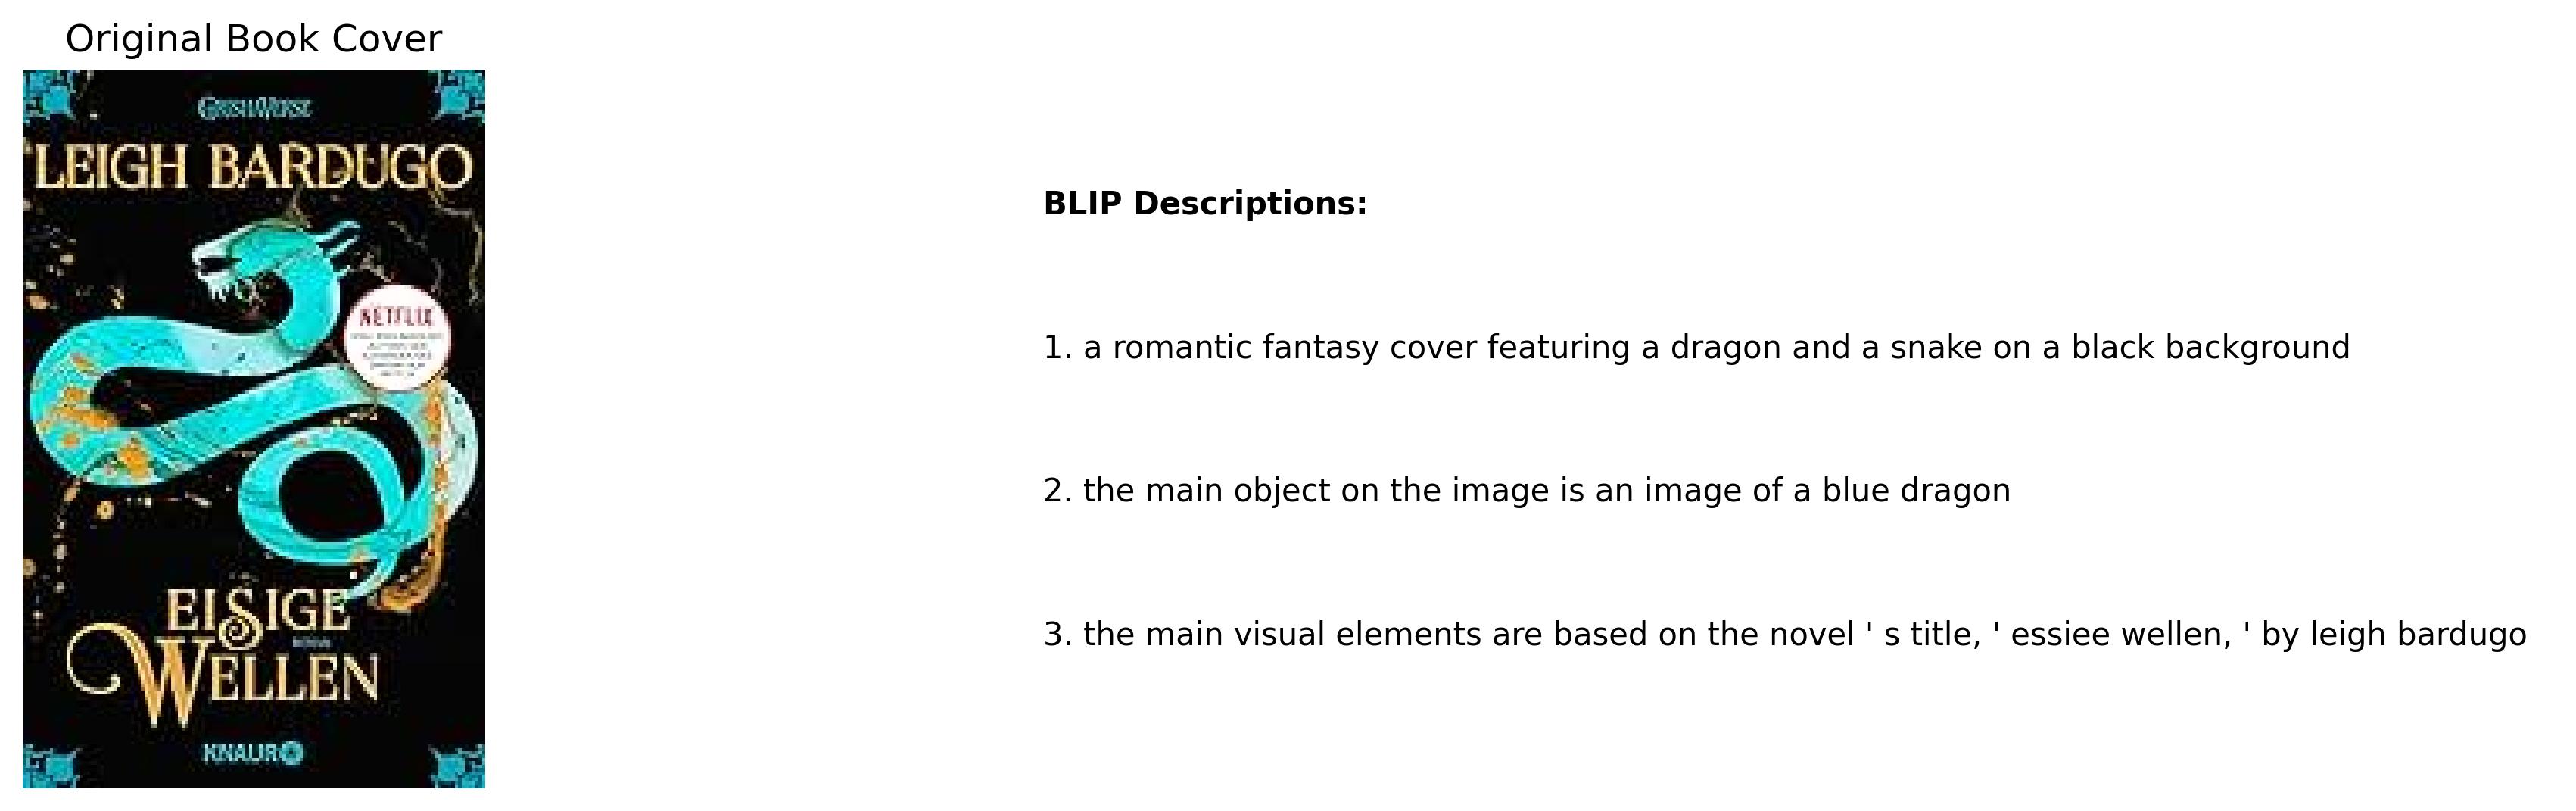 Original Book Cover
GRISHAVERSE
LEIGH BARDUGO
NETFLIX
EISIGE
ROMAN
WELLEN
KNAUR
BLIP Descriptions:
1. a romantic fantasy cover featuring a dragon and a snake on a black background
2. the main object on the image is an image of a blue dragon
3. the main visual elements are based on the novel ' s title, ' essiee wellen, ' by leigh bardugo